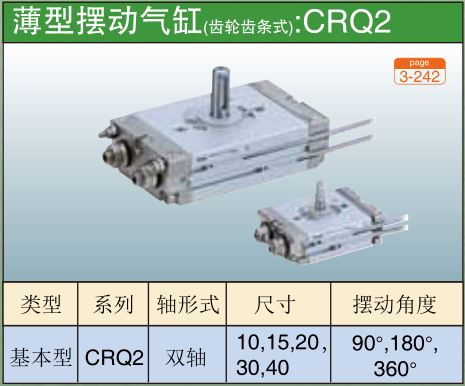 薄型摆动气缸(齿轮齿条式):CRQ2
page
3-242
类型 系列 轴形式 尺寸 摆动角度
基本型 CRQ2 双轴 10,15,20, 90°,180°,
30,40 360°